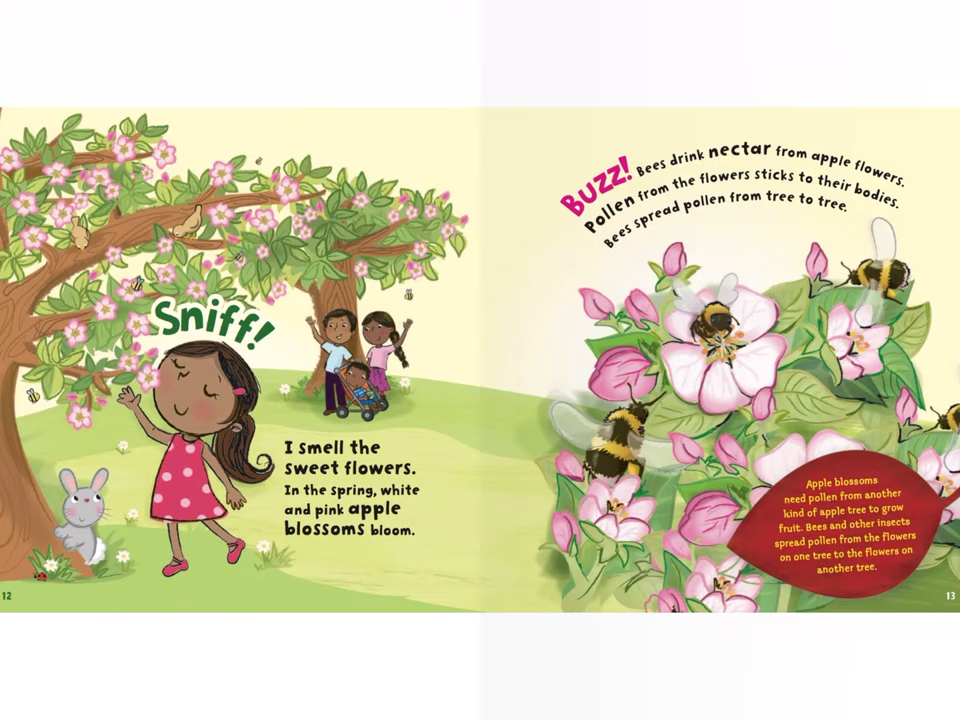 Sniff!
I smell the
sweet flowers.
In the spring, white
and pink apple
blossoms bloom.
12
Buzz! Bees drink nectar from apple flowers.
Pollen from the flowers sticks to their bodies.
Bees spread pollen from tree to tree.
Apple blossoms
need pollen from another
kind of apple tree to grow
fruit. Bees and other insects
spread pollen from the flowers
on one tree to the flowers on
another tree.
13